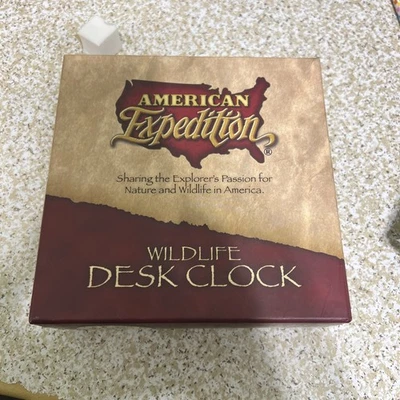 AMERICAN
Expedition®
Sharing the Explorer's Passion for
Nature and Wildlife in America.
WILDLIFE
DESK CLOCK